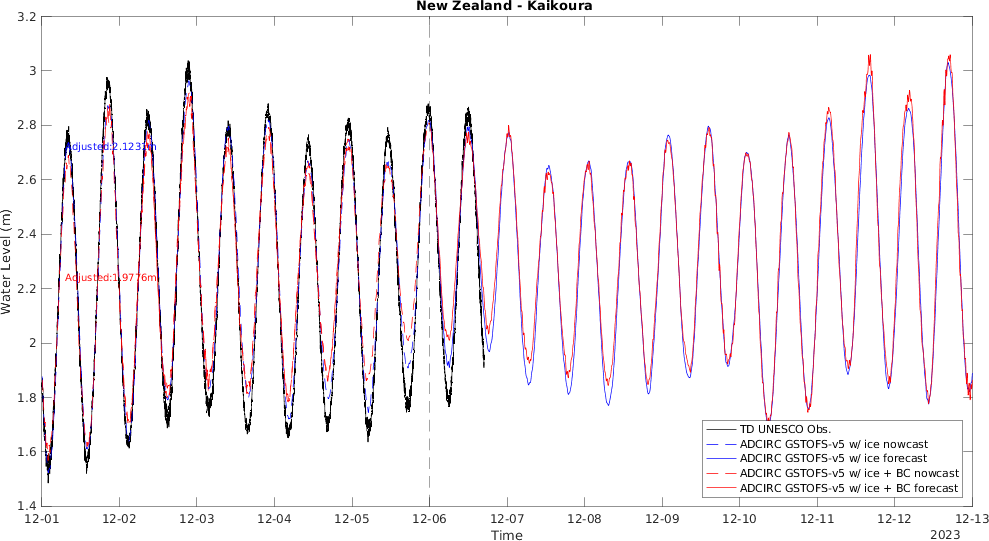 New Zealand - Kaikoura
Water Level (m)
3.2
3
2.8
2.6
2.4
2.2
2
1.8
1.6
1.4
Adjusted:2.1231m
Adjusted:1.9776m
TD UNESCO Obs.
ADCIRC GSTOFS-v5 w/ ice nowcast
ADCIRC GSTOFS-v5 w/ ice forecast
ADCIRC GSTOFS-v5 w/ ice + BC nowcast
ADCIRC GSTOFS-v5 w/ ice + BC forecast
12-01 12-02 12-03 12-04 12-05 12-06 12-07 12-08 12-09 12-10 12-11 12-12 12-13
Time
2023